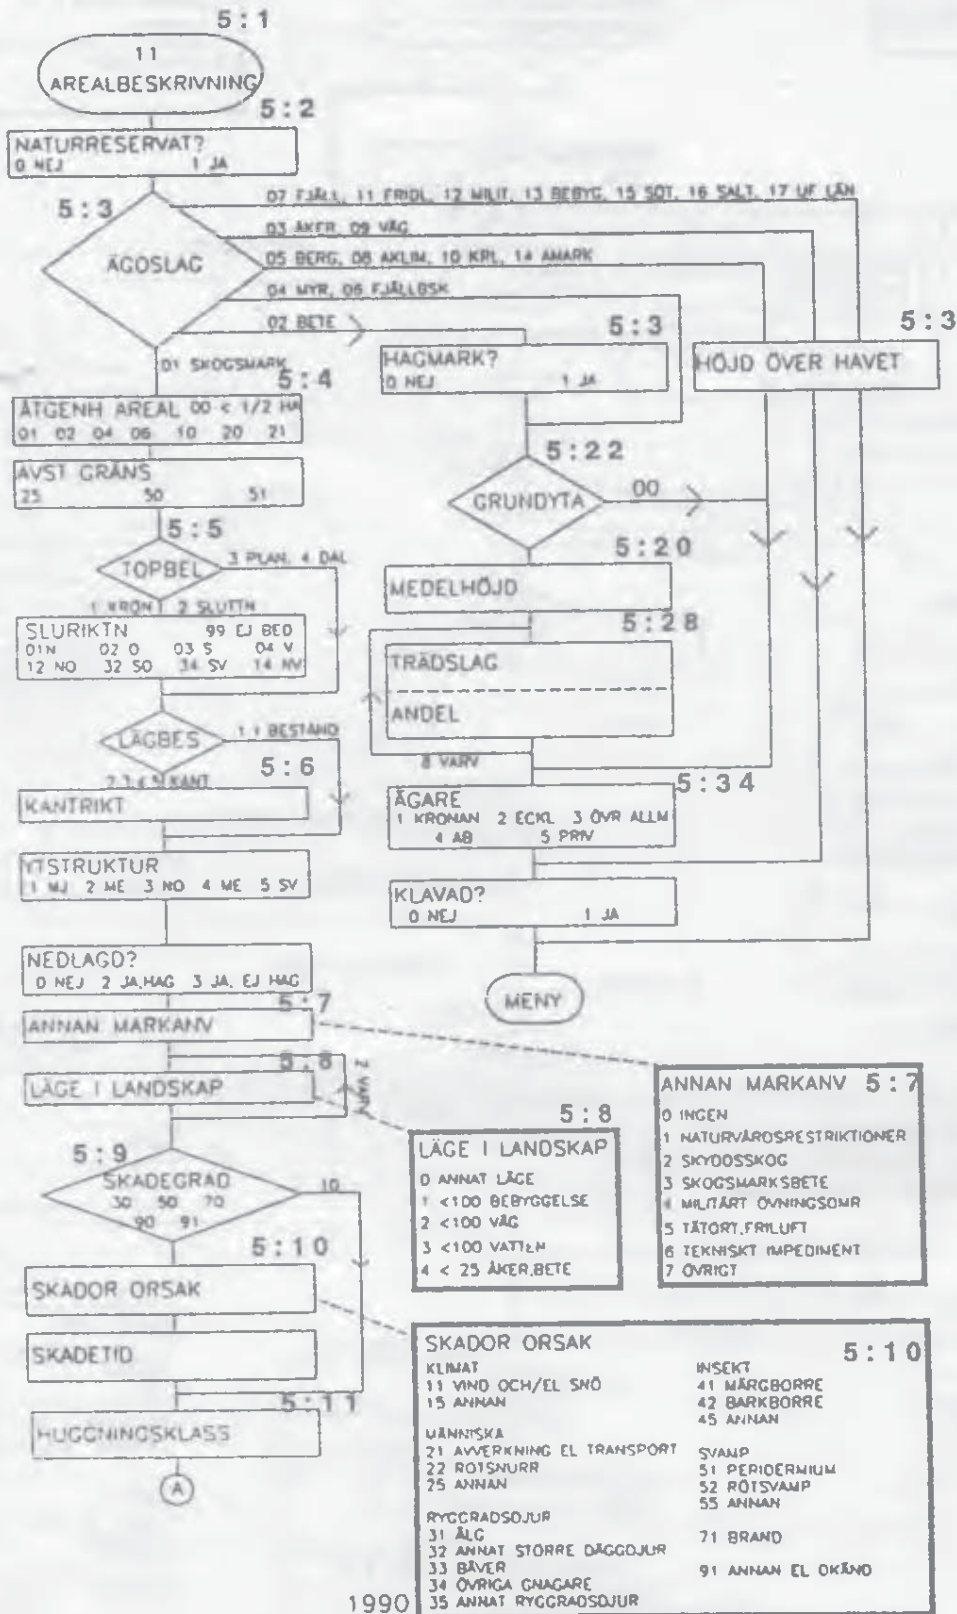 5:1
11
AREALBESKRIVNING
5:2
NATURRESERVAT?
0 NEJ 1 JA
5:3
ÄGOSLAG
07 FJÄLL, 11 FRIDL, 12 MILIT, 13 BEBYG, 15 SÖT, 16 SALT, 17 UF LÄN
03 ÅKER, 09 VÄG
05 BERG, 08 AKLIM, 10 KRL, 14 AMARK
04 MYR, 06 FJÄLLBSK
02 BETE
01 SKOGSMARK
5:3
HAGMARK?
0 NEJ 1 JA
5:3
HÖJD ÖVER HAVET
5:4
ÅTGENH AREAL 00 < 1/2 HA
01 02 04 06 10 20 21
AVST GRÄNS
25 50 51
5:22
GRUNDYTA
00
5:5
TOPBEL
3 PLAN, 4 DAL
1 KRÖN 2 SLUTTN
SLURIKTN 99 EJ BED
01N 02 O 03 S 04 V
12 NO 32 SO 34 SV 14 NV
5:20
MEDELHÖJD
5:28
TRÄDSLAG
ANDEL
8 VARV
LÄGBES
1 1 BESTÅND
2,3,4,5 KANT
5:6
KANTRIKT
5:34
ÄGARE
1 KRONAN 2 ECKL 3 ÖVR ALLM
4 AB 5 PRIV
YTSTRUKTUR
1 MJ 2 ME 3 NO 4 ME 5 SV
KLAVAD?
0 NEJ 1 JA
NEDLAGD?
0 NEJ 2 JA,HAG 3 JA, EJ HAG
MENY
5:7
ANNAN MARKANV
5:8
LÄGE I LANDSKAP
2 VARV
5:9
SKADEGRAD
30 50 70
90 91
10
5:10
SKADOR ORSAK
SKADETID
5:11
HUGGNINGSKLASS
A
5:8
LÄGE I LANDSKAP
0 ANNAT LÄGE
1 <100 BEBYGGELSE
2 <100 VÄG
3 <100 VATTEN
4 < 25 ÅKER,BETE
ANNAN MARKANV 5:7
0 INGEN
1 NATURVÅRDSRESTRIKTIONER
2 SKYDDSSKOG
3 SKOGSMARKSBETE
4 MILITÄRT ÖVNINGSOMR
5 TÄTORT,FRILUFT
6 TEKNISKT IMPEDIMENT
7 ÖVRIGT
SKADOR ORSAK 5:10
KLIMAT
11 VIND OCH/EL SNÖ
15 ANNAN
MÄNNISKA
21 AVVERKNING EL TRANSPORT
22 ROTSNURR
25 ANNAN
RYGGRADSDJUR
31 ÄLG
32 ANNAT STÖRRE DÄGGDJUR
33 BÄVER
34 ÖVRIGA GNAGARE
35 ANNAT RYGGRADSDJUR
INSEKT
41 MÄRGBORRE
42 BARKBORRE
45 ANNAN
SVAMP
51 PERIDERMIUM
52 RÖTSVAMP
55 ANNAN
71 BRAND
91 ANNAN EL OKÄND
1990